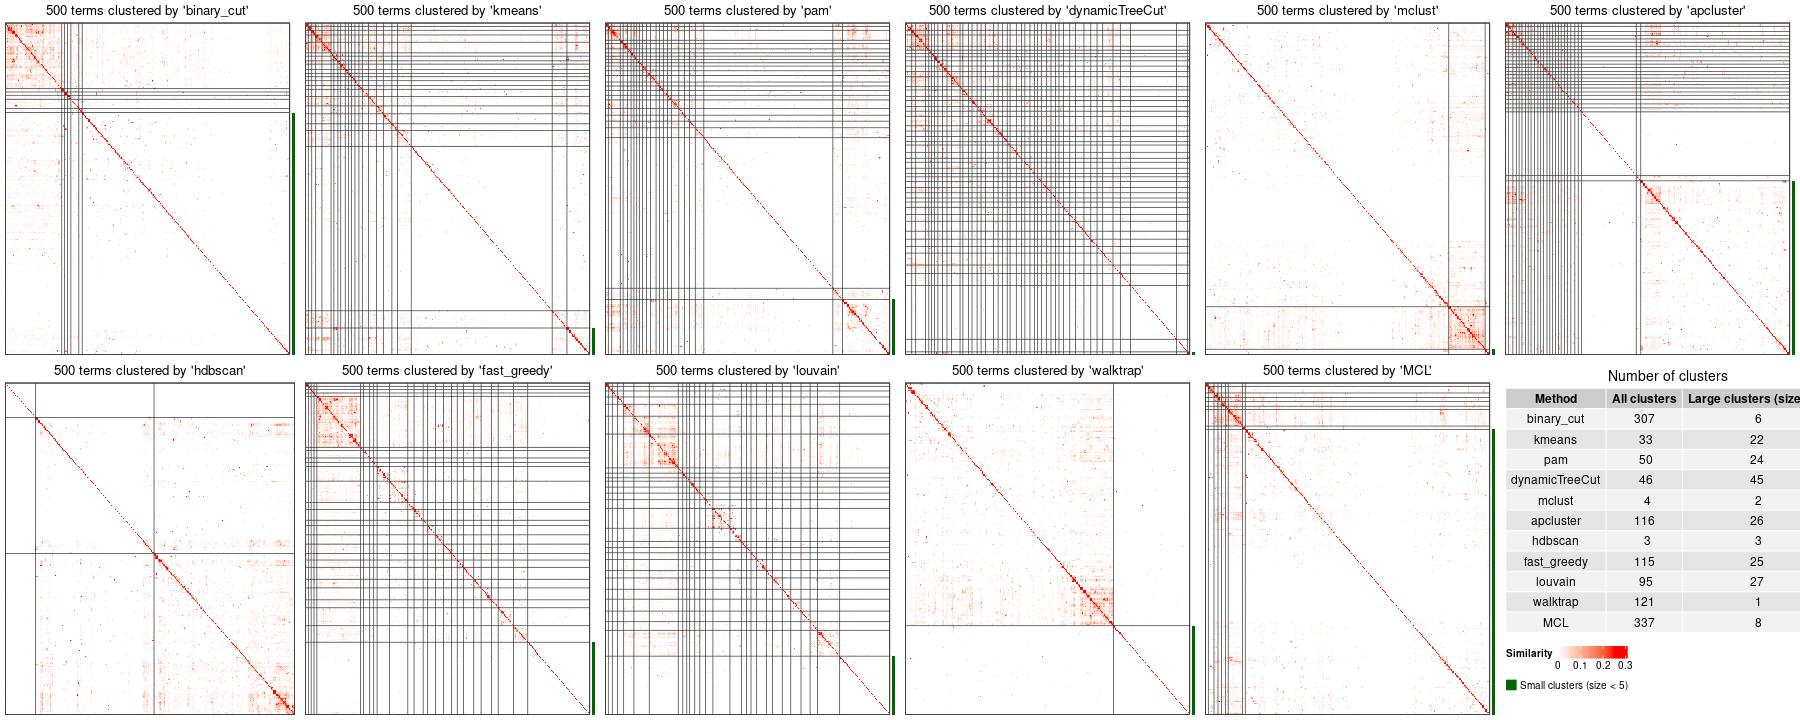 500 terms clustered by 'binary_cut'
500 terms clustered by 'kmeans'
500 terms clustered by 'pam'
500 terms clustered by 'dynamicTreeCut'
500 terms clustered by 'mclust'
500 terms clustered by 'apcluster'
500 terms clustered by 'hdbscan'
500 terms clustered by 'fast_greedy'
500 terms clustered by 'louvain'
500 terms clustered by 'walktrap'
500 terms clustered by 'MCL'
Number of clusters
Method All clusters Large clusters (size
binary_cut 307 6
kmeans 33 22
pam 50 24
dynamicTreeCut 46 45
mclust 4 2
apcluster 116 26
hdbscan 3 3
fast_greedy 115 25
louvain 95 27
walktrap 121 1
MCL 337 8
Similarity
0 0.1 0.2 0.3
Small clusters (size < 5)